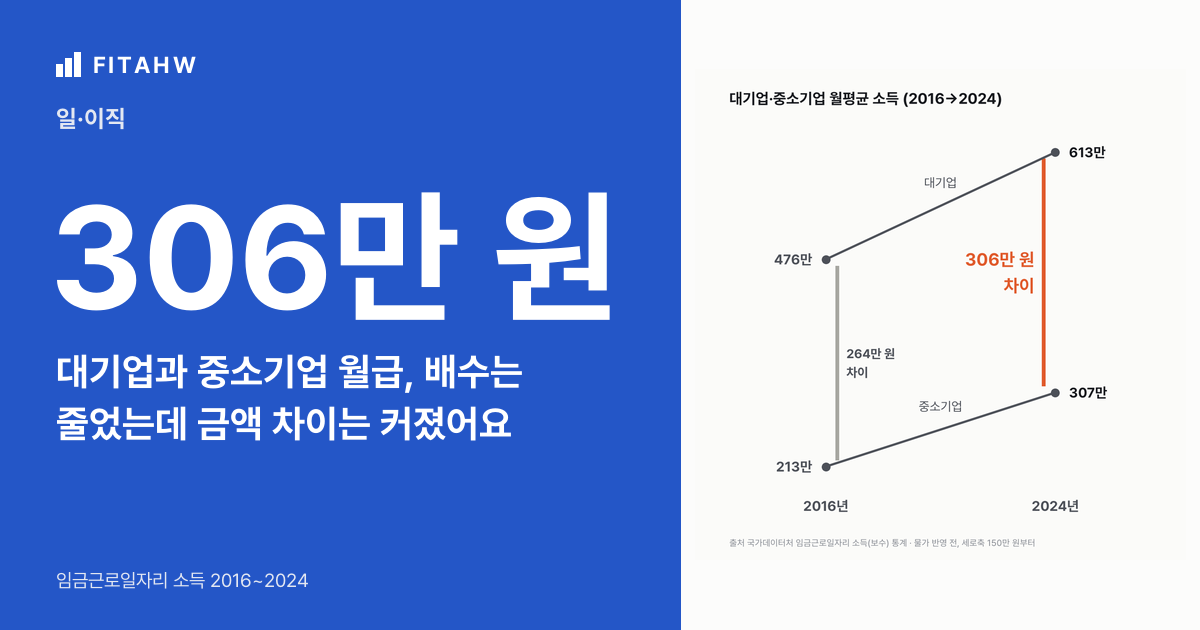 FITAHW
일·이직
306만 원
대기업과 중소기업 월급, 배수는
줄었는데 금액 차이는 커졌어요
임금근로일자리 소득 2016~2024
대기업·중소기업 월평균 소득 (2016→2024)
613만
대기업
476만
306만 원
차이
264만 원
차이
307만
중소기업
213만
2016년
2024년
출처 국가데이터처 임금근로일자리 소득(보수) 통계 · 물가 반영 전, 세로축 150만 원부터